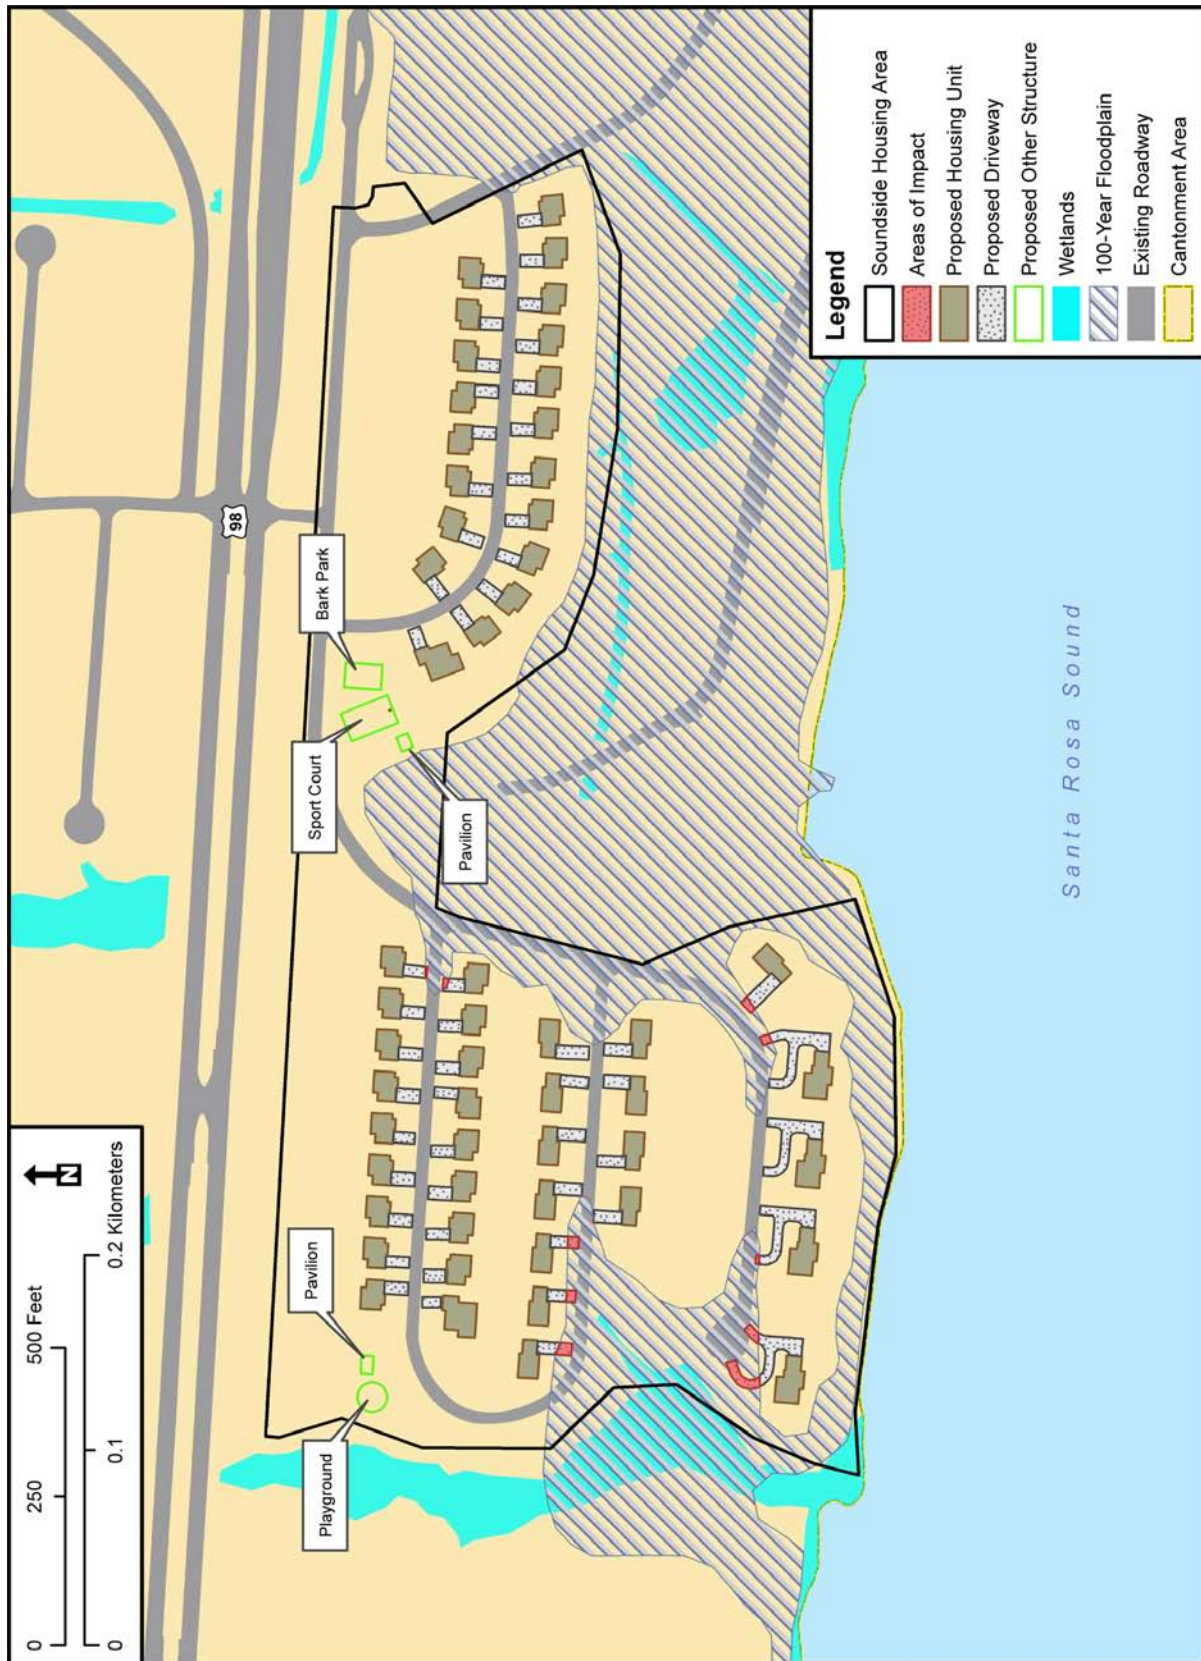 0 250 500 Feet
0 0.1 0.2 Kilometers
N
98
Playground
Pavilion
Sport Court
Bark Park
Pavilion
Santa Rosa Sound
Legend
Soundside Housing Area
Areas of Impact
Proposed Housing Unit
Proposed Driveway
Proposed Other Structure
Wetlands
100-Year Floodplain
Existing Roadway
Cantonment Area